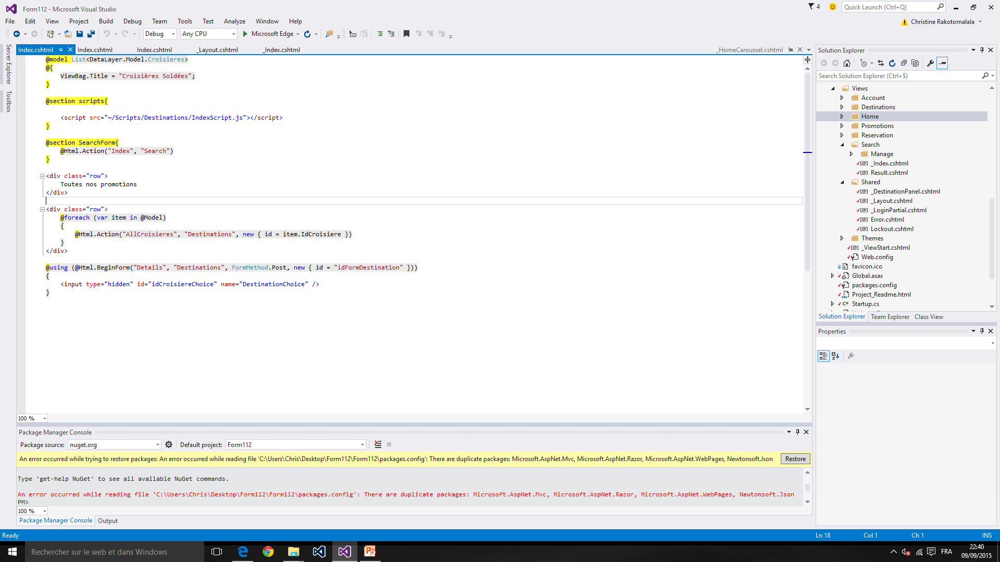 Form112 - Microsoft Visual Studio
4
Quick Launch (Ctrl+Q)
File Edit View Project Build Debug Team Tools Test Analyze Window Help
Christine Rakotomalala
Debug Any CPU Microsoft Edge
Server Explorer
Toolbox
Index.cshtml Index.cshtml Index.cshtml _Layout.cshtml _Index.cshtml _HomeCaroussel.cshtml
@model List<DataLayer.Model.Croisieres>
@{
ViewBag.Title = "Croisières Soldées";
}
@section scripts{
<script src="~/Scripts/Destinations/IndexScript.js"></script>
}
@section SearchForm{
@Html.Action("Index", "Search")
}
<div class="row">
Toutes nos promotions
</div>
<div class="row">
@foreach (var item in @Model)
{
@Html.Action("AllCroisieres", "Destinations", new { id = item.IdCroisiere })
}
</div>
@using (@Html.BeginForm("Details", "Destinations", FormMethod.Post, new { id = "idFormDestination" }))
{
<input type="hidden" id="idCroisiereChoice" name="DestinationChoice" />
}
100 %
Solution Explorer
Search Solution Explorer (Ctrl+$)
Views
Account
Destinations
Home
Promotions
Reservation
Search
Manage
_Index.cshtml
Result.cshtml
Shared
_DestinationPanel.cshtml
_Layout.cshtml
_LoginPartial.cshtml
Error.cshtml
Lockout.cshtml
Themes
_ViewStart.cshtml
Web.config
favicon.ico
Global.asax
packages.config
Project_Readme.html
C# Startup.cs
Solution Explorer Team Explorer Class View
Properties
Package Manager Console
Package source: nuget.org Default project: Form112
An error occurred while trying to restore packages: An error occurred while reading file 'C:\Users\Chris\Desktop\Form112\Form112\packages.config': There are duplicate packages: Microsoft.AspNet.Mvc, Microsoft.AspNet.Razor, Microsoft.AspNet.WebPages, Newtonsoft.Json Restore
Type 'get-help NuGet' to see all available NuGet commands.
An error occurred while reading file 'C:\Users\Chris\Desktop\Form112\Form112\packages.config': There are duplicate packages: Microsoft.AspNet.Mvc, Microsoft.AspNet.Razor, Microsoft.AspNet.WebPages, Newtonsoft.Json
PM>
100 %
Package Manager Console Output
Ready Ln 18 Col 1 Ch 1 INS
Rechercher sur le web et dans Windows
FRA
22:40
09/09/2015